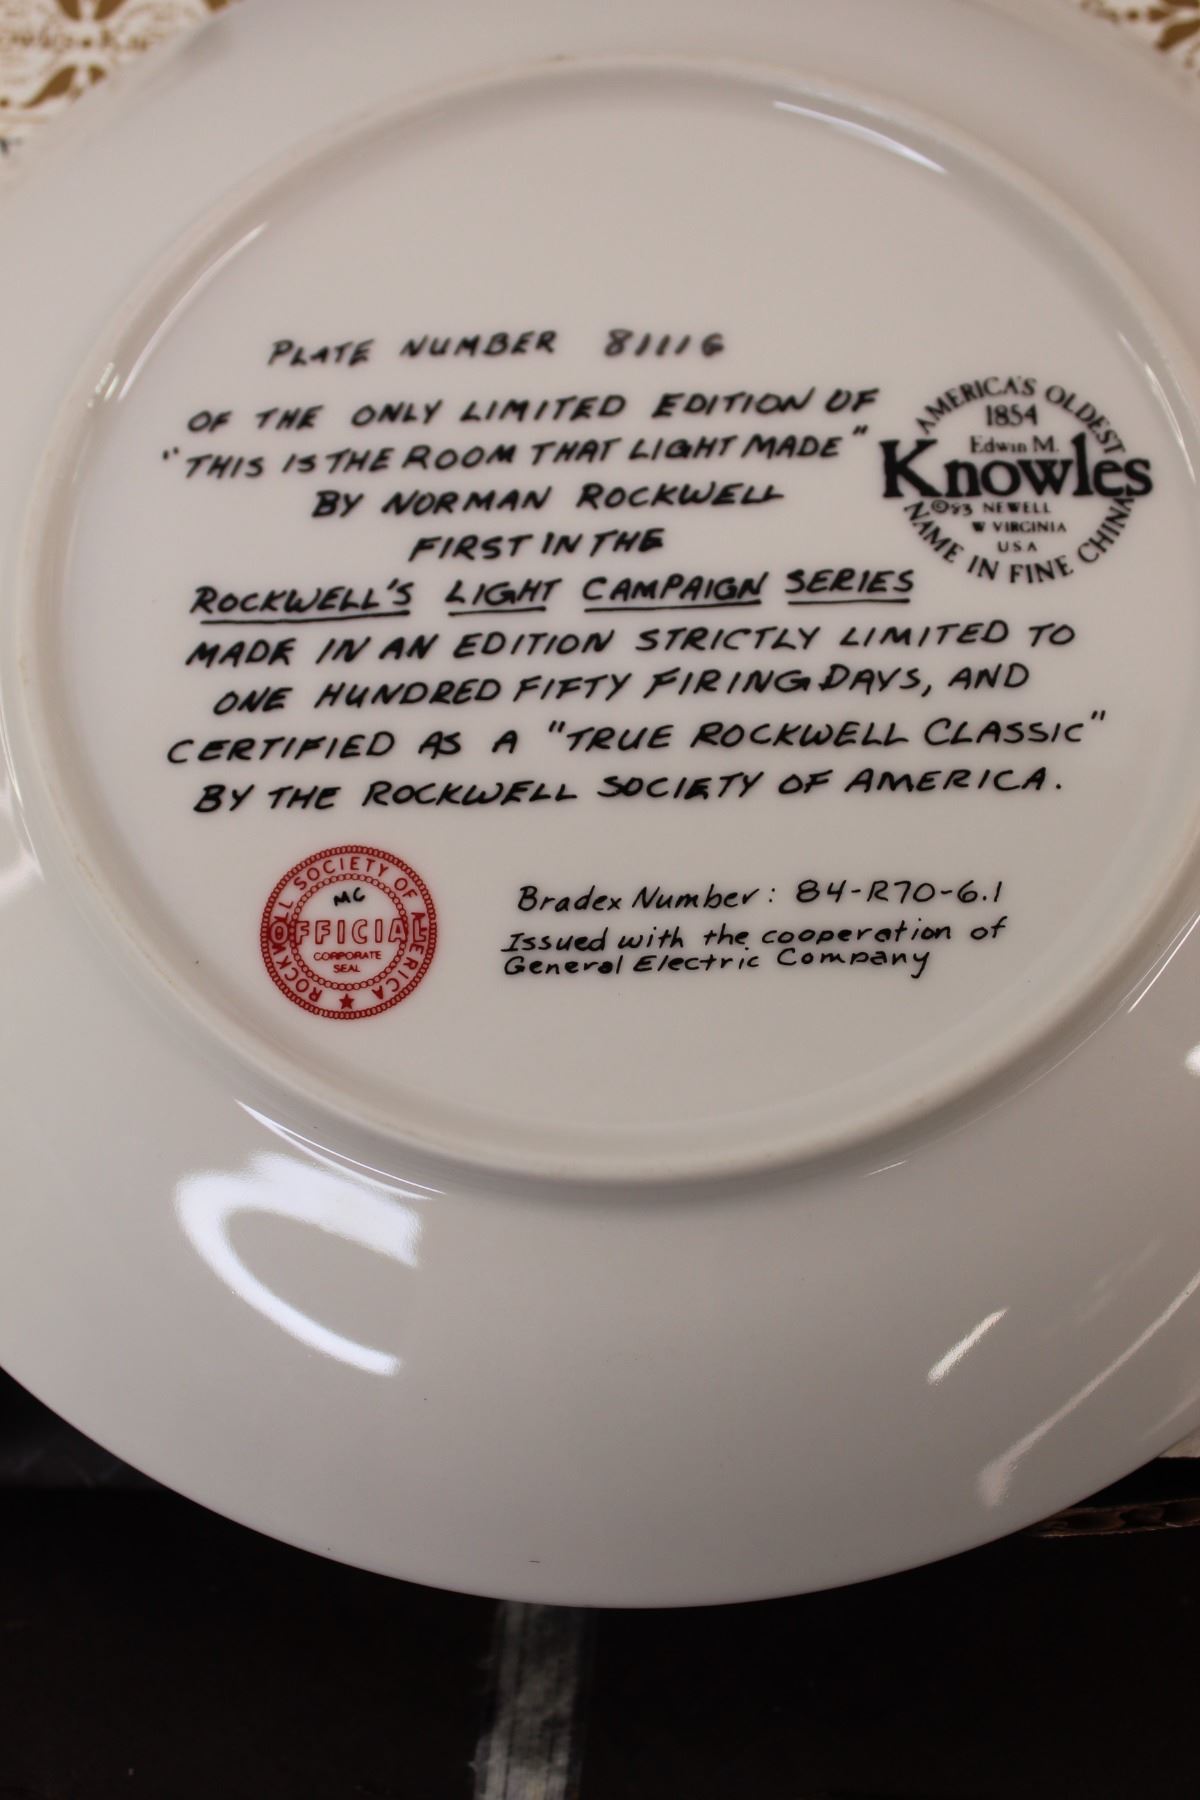 PLATE NUMBER 8111G
OF THE ONLY LIMITED EDITION OF
"THIS IS THE ROOM THAT LIGHT MADE"
BY NORMAN ROCKWELL
FIRST IN THE
ROCKWELL'S LIGHT CAMPAIGN SERIES
MADE IN AN EDITION STRICTLY LIMITED TO
ONE HUNDRED FIFTY FIRING DAYS, AND
CERTIFIED AS A "TRUE ROCKWELL CLASSIC"
BY THE ROCKWELL SOCIETY OF AMERICA.
AMERICA'S OLDEST
1854
Edwin M.
Knowles
©93 NEWELL
W VIRGINIA
USA
NAME IN FINE CHINA
ROCKWELL SOCIETY OF AMERICA
MC
OFFICIAL
CORPORATE
SEAL
Bradex Number: 84-R70-6.1
Issued with the cooperation of
General Electric Company